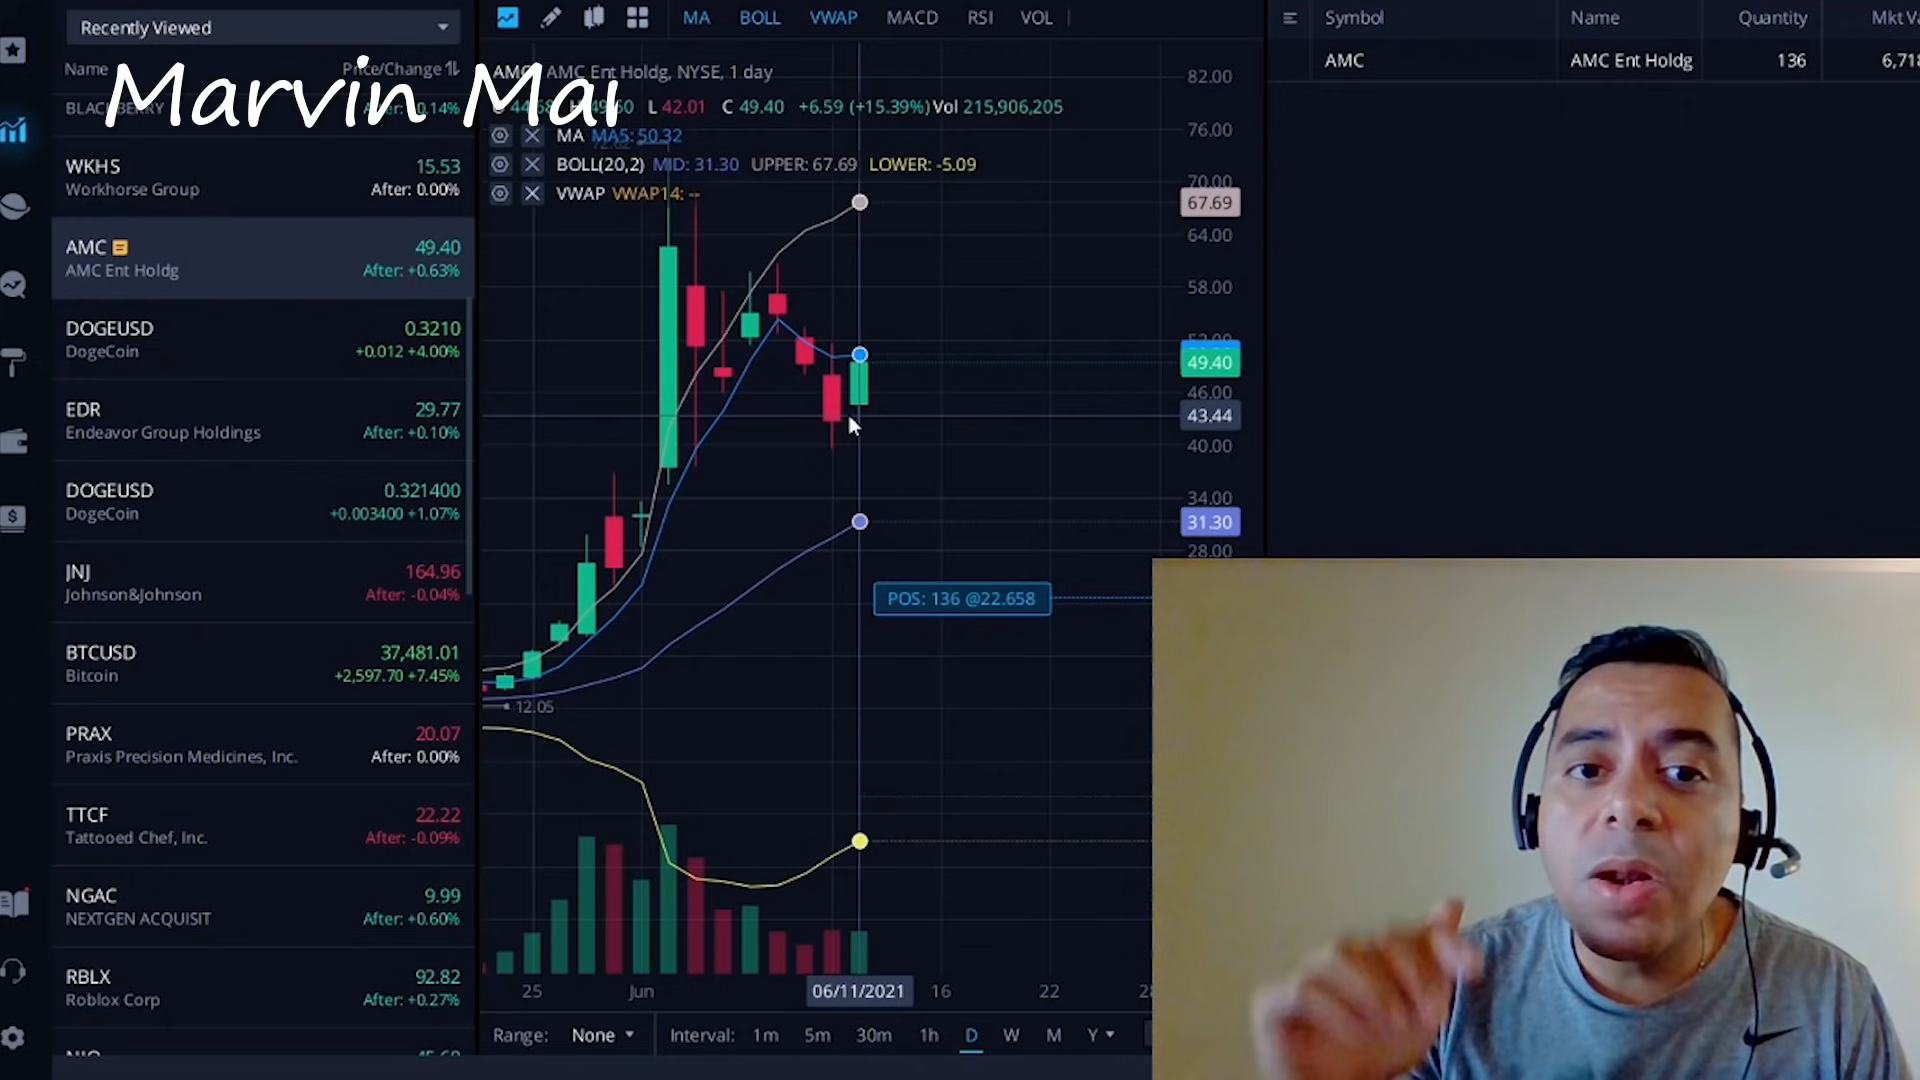 Recently Viewed
Name Price/Change
Marvin Mai
BLACKBERRY
WKHS 15.53
Workhorse Group After: 0.00%
AMC 49.40
AMC Ent Holdg After: +0.63%
DOGEUSD 0.3210
DogeCoin +0.012 +4.00%
EDR 29.77
Endeavor Group Holdings After: +0.10%
DOGEUSD 0.321400
DogeCoin +0.003400 +1.07%
JNJ 164.96
Johnson&Johnson After: -0.04%
BTCUSD 37,481.01
Bitcoin +2,597.70 +7.45%
PRAX 20.07
Praxis Precision Medicines, Inc. After: 0.00%
TTCF 22.22
Tattooed Chef, Inc. After: -0.09%
NGAC 9.99
NEXTGEN ACQUISIT After: +0.60%
RBLX 92.82
Roblox Corp After: +0.27%
MA BOLL VWAP MACD RSI VOL
AMC AMC Ent Holdg, NYSE, 1 day
L 42.01 C 49.40 +6.59 (+15.39%) Vol 215,906,205
MA MA5: 50.32
BOLL(20,2) MID: 31.30 UPPER: 67.69 LOWER: -5.09
VWAP VWAP14: --
82.00
76.00
70.00
67.69
64.00
58.00
49.40
46.00
43.44
40.00
34.00
31.30
28.00
POS: 136 @22.658
12.05
25 Jun 06/11/2021 16 22
Range: None Interval: 1m 5m 30m 1h D W M Y
Symbol Name Quantity
AMC AMC Ent Holdg 136